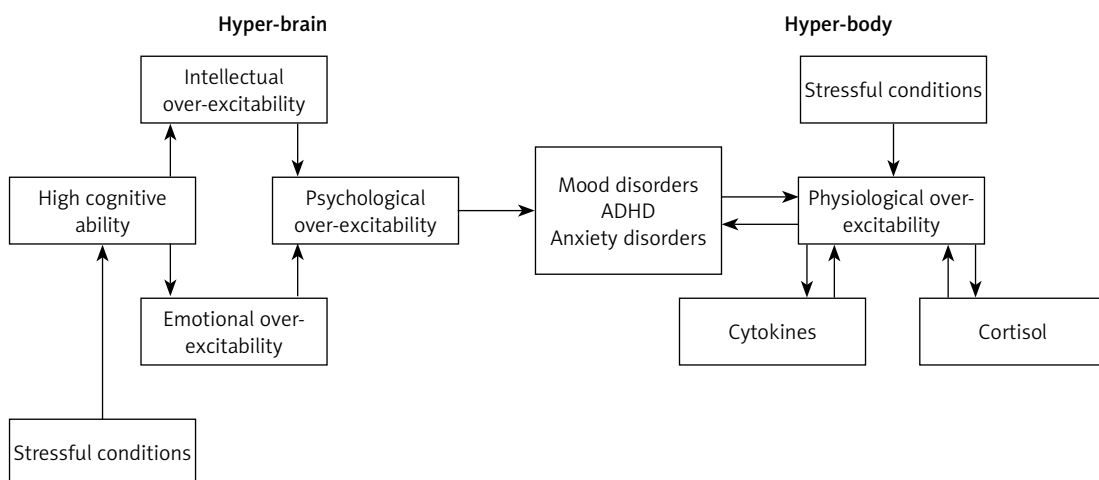 Hyper-brain
Hyper-body
Intellectual
over-excitability
Stressful conditions
High cognitive
ability
Psychological
over-excitability
Mood disorders
ADHD
Anxiety disorders
Physiological over-
excitability
Emotional over-
excitability
Cytokines
Cortisol
Stressful conditions